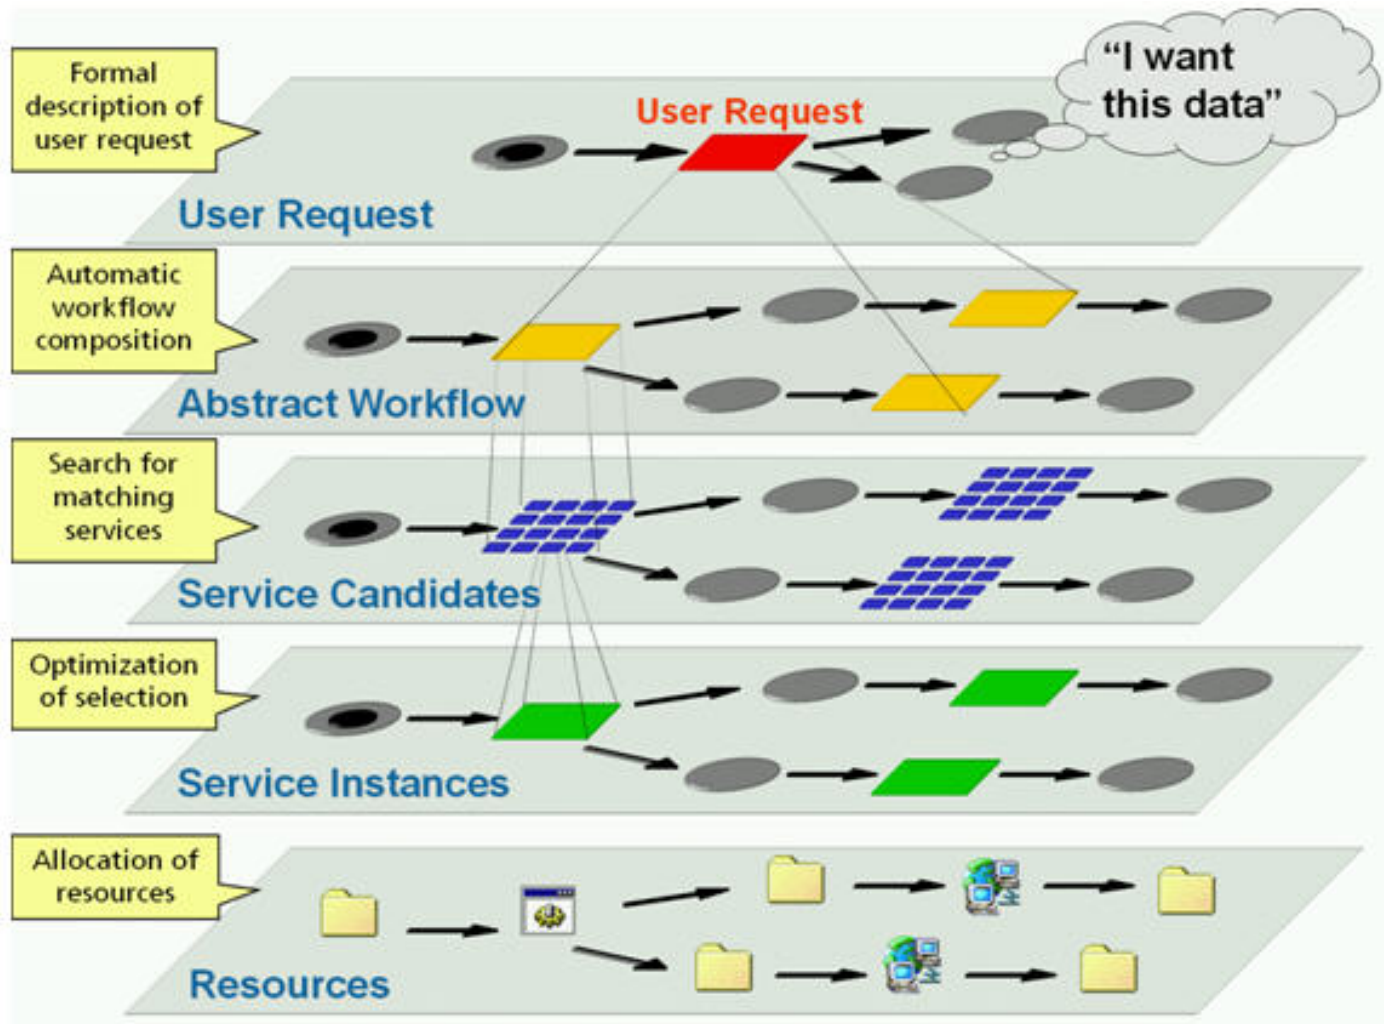 Formal
description of
user request
User Request
“I want
this data”
User Request
Automatic
workflow
composition
Abstract Workflow
Search for
matching
services
Service Candidates
Optimization
of selection
Service Instances
Allocation of
resources
Resources